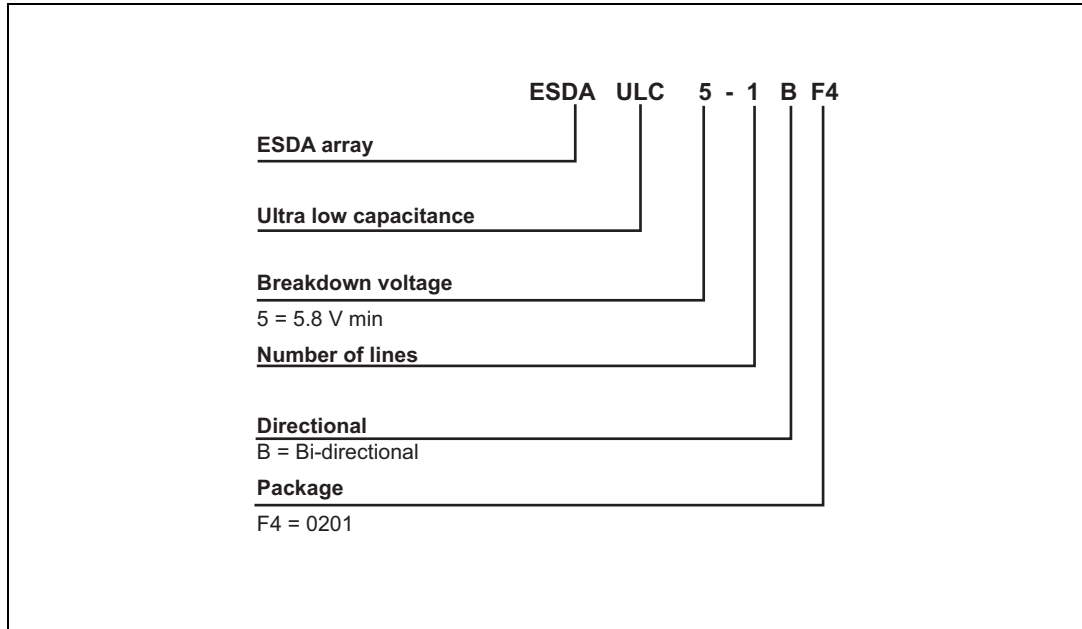 ESDA ULC 5 - 1 B F4
ESDA array
Ultra low capacitance
Breakdown voltage
5 = 5.8 V min
Number of lines
Directional
B = Bi-directional
Package
F4 = 0201